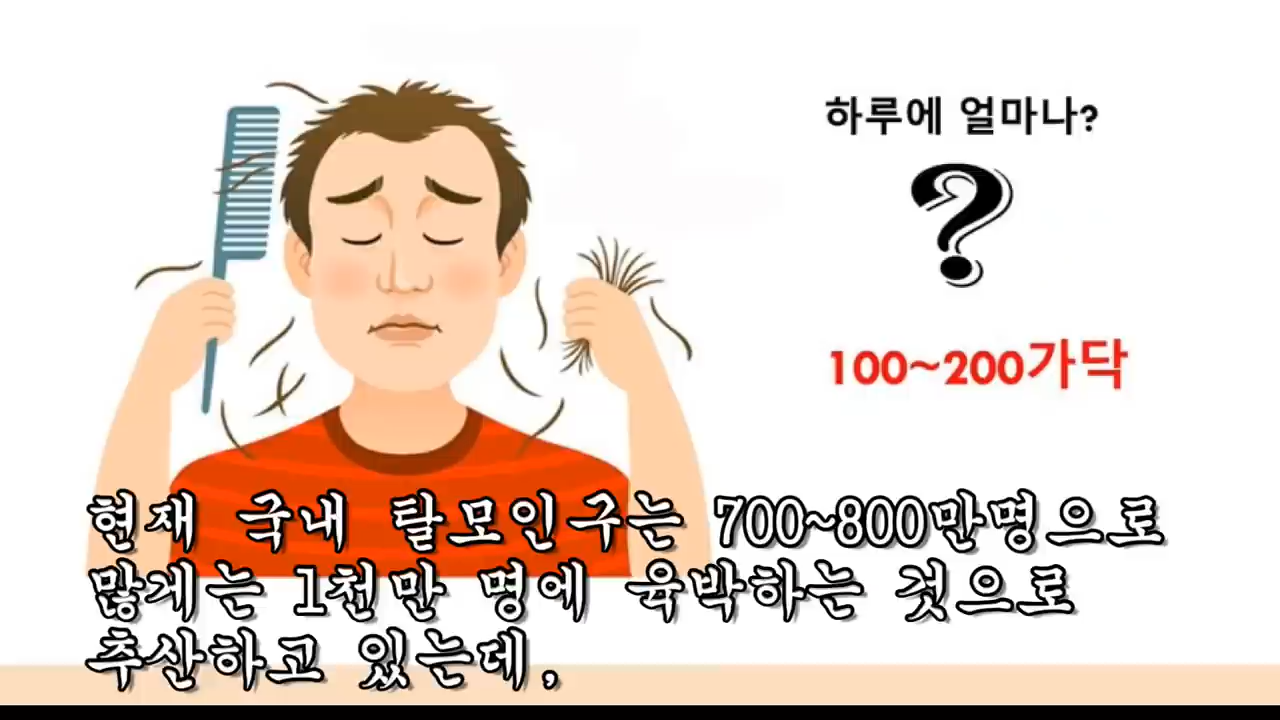 하루에 얼마나?
?
100~200가닥
현재 국내 탈모인구는 700~800만명으로
많게는 1천만 명에 육박하는 것으로
추산하고 있는데,